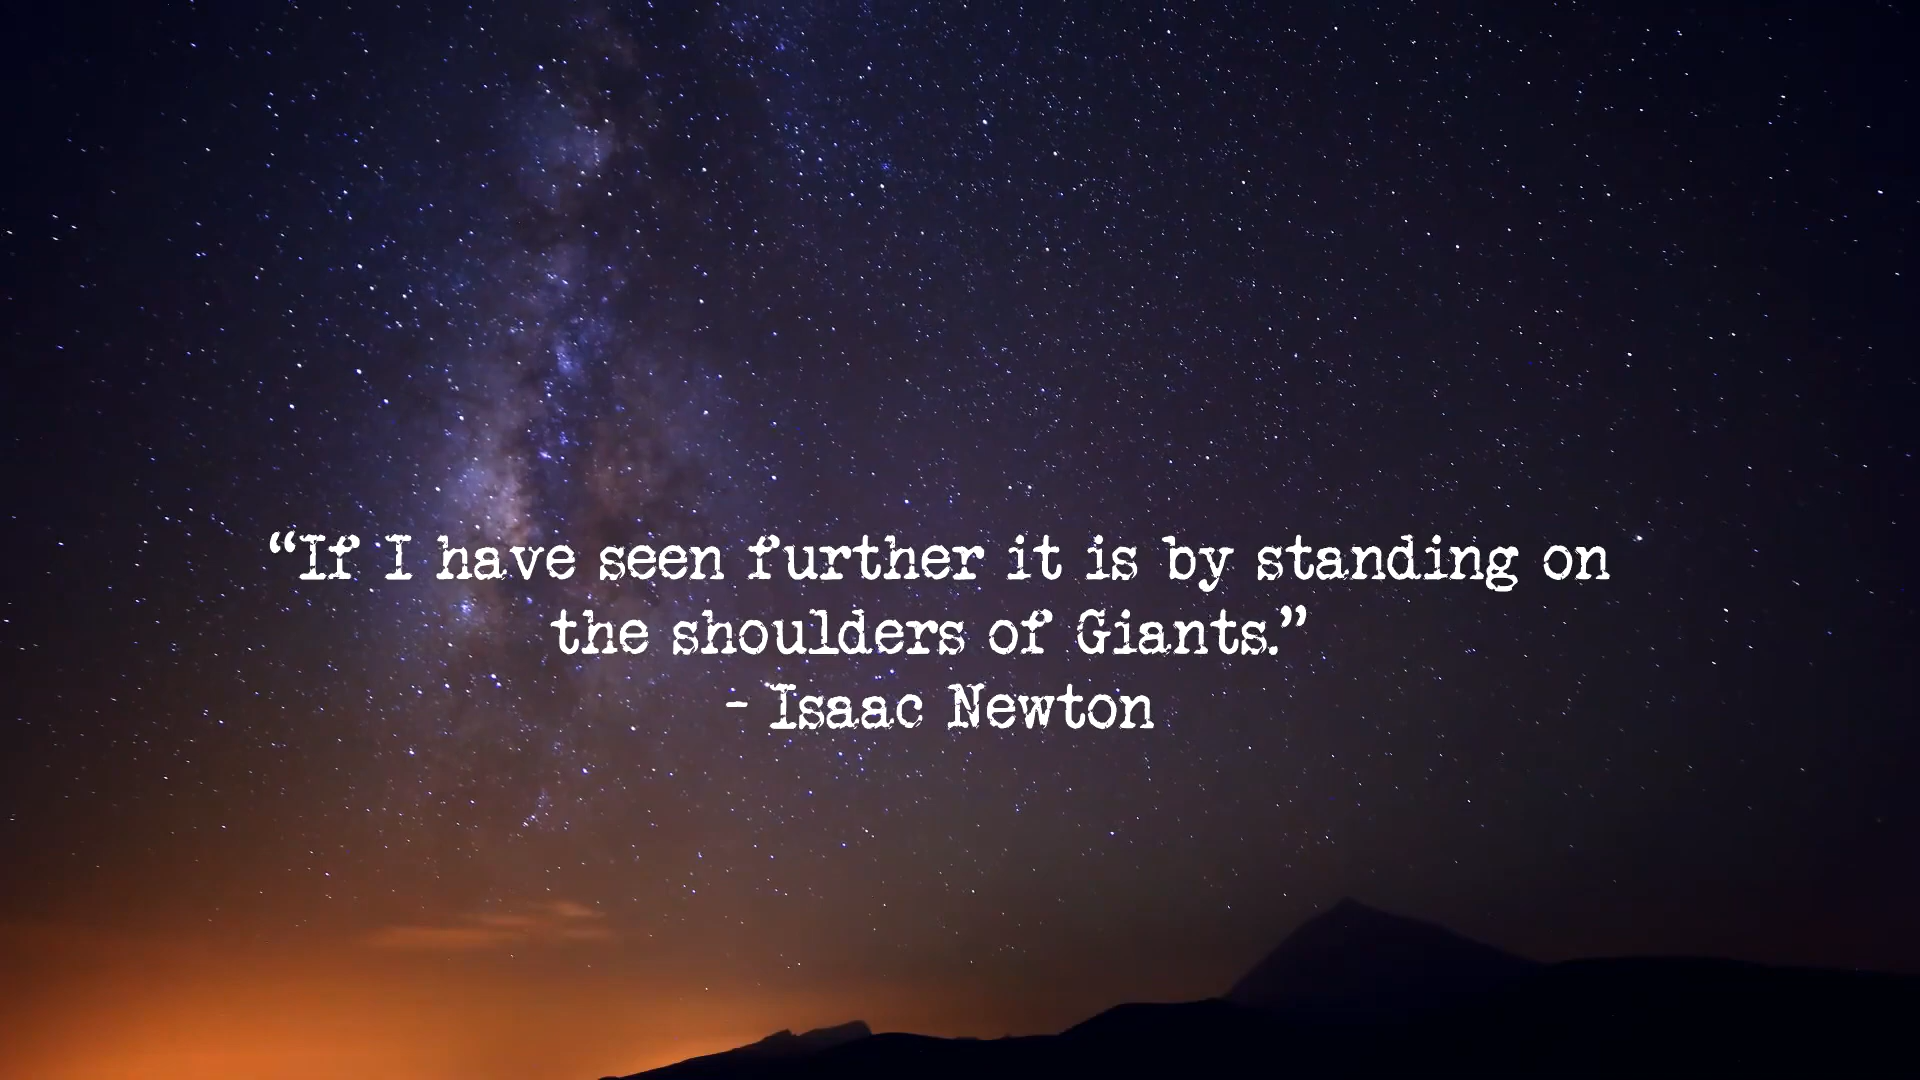 “If I have seen further it is by standing on
the shoulders of Giants.”
- Isaac Newton